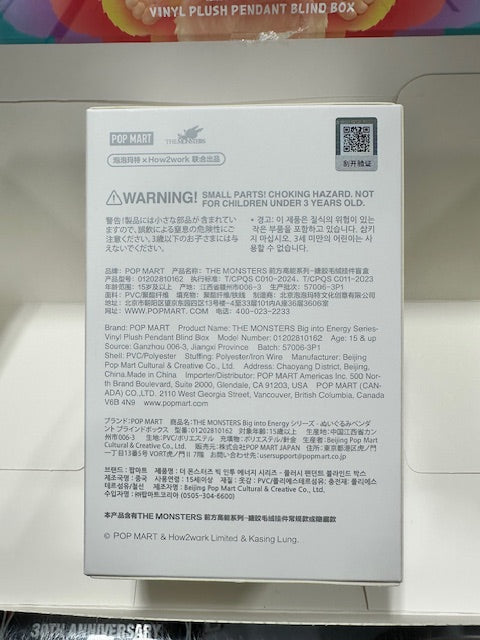 VINYL PLUSH PENDANT BLIND BOX
POP MART THE MONSTERS
泡泡玛特 × How2work 联合出品
刮开验证
WARNING! SMALL PARTS! CHOKING HAZARD. NOT
FOR CHILDREN UNDER 3 YEARS OLD.
警告!製品には小さな部品が含まれてい
ますので、誤飲による窒息の危険性にご
注意ください。3歳以下のお子さまには与
えないでください。
• 경고: 이 제품은 질식의 위험이 있는
작은 부품을 포함하고 있습니다. 삼키
지 마십시오. 3세 미만의 어린이는 사
용할 수 없습니다.
品牌: POP MART 产品名称: THE MONSTERS 前方高能系列-搪胶毛绒挂件盲盒
产品型号: 01202810162 执行标准: T/CPQS C010-2024、T/CPQS C011-2023
年龄范围: 15岁及以上 产地: 江西省赣州市006-3 生产批次: 57006-3P1
面料: PVC/聚酯纤维 填充物: 聚酯纤维/铁线 制造商: 北京泡泡玛特文化创意有限公司
地址: 北京市朝阳区望京东园四区13号楼-4至33层101内A座36层3606室
网址: WWW.POPMART.COM 电话: 400-023-2233
Brand: POP MART Product Name: THE MONSTERS Big into Energy Series-
Vinyl Plush Pendant Blind Box Model Number: 01202810162 Age: 15 & up
Source: Ganzhou 006-3, Jiangxi Province Batch: 57006-3P1
Shell: PVC/Polyester Stuffing: Polyester/Iron Wire Manufacturer: Beijing
Pop Mart Cultural & Creative Co., Ltd. Address: Chaoyang District, Beijing,
China.Made in China Importer/Distributor: POP MART Americas Inc. 500 Nor-
th Brand Boulevard, Suite 2000, Glendale, CA 91203, USA POP MART (CAN-
ADA) CO.,LTD. 2110 West Georgia Street, Vancouver, British Columbia, Canada
V6B 4N9 www.popmart.com
ブランド: POP MART 商品名: THE MONSTERS Big into Energy シリーズ - ぬいぐるみペンダ
ント ブラインドボックス 型番: 01202810162 対象年齢: 15歳以上 生産地: 中国江西省カン
州市006-3 生地: PVC/ポリエステル 充填物: ポリエステル/針金 生産者: Beijing Pop Mart
Cultural & Creative Co., Ltd. 販売元: 株式会社POP MART JAPAN 住所: 東京都港区虎ノ門一
丁目13番5号 VORT虎ノ門 II 7階 お問い合わせ先:usersupport@popmart.co.jp
브랜드: 팝마트 제품명: 더 몬스터즈 빅 인투 에너지 시리즈 - 플러시 펜던트 블라인드 박스
제조국명: 중국 사용연령: 15세이상 재질: 겉감: PVC/폴리에스테르섬유; 충전재: 폴리에스
테르섬유/철선 제조자명: Beijing Pop Mart Cultural & Creative Co., Ltd.
수입자명: ㈜팝마트코리아 (0505-304-6600)
本产品含有THE MONSTERS 前方高能系列-搪胶毛绒挂件常规款或隐藏款
© POP MART & How2work Limited & Kasing Lung.
30TH ANNIVERSARY